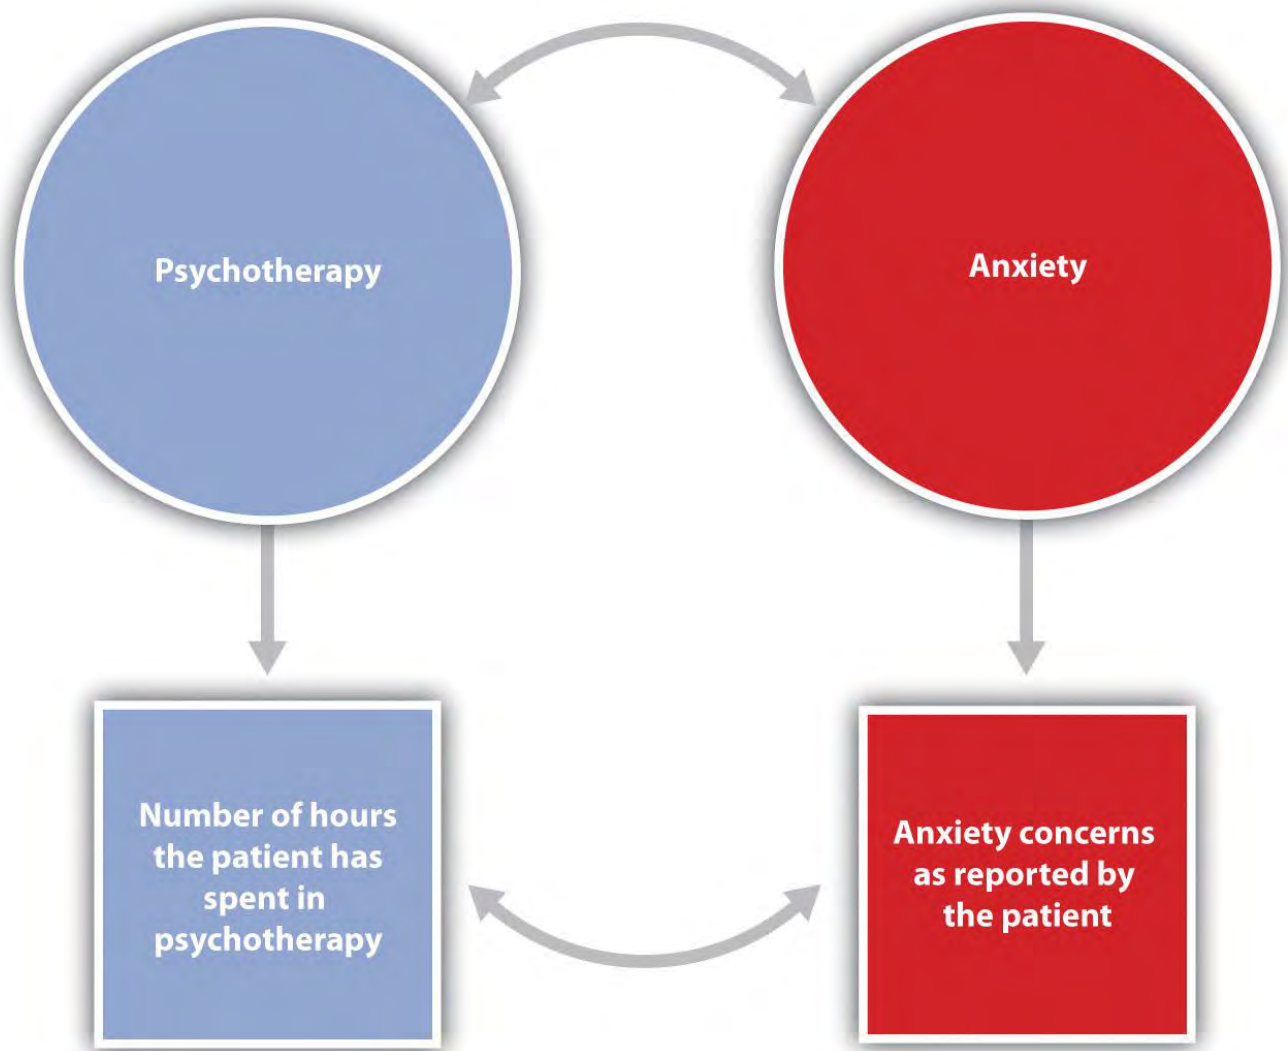 Psychotherapy
Anxiety
Number of hours
the patient has
spent in
psychotherapy
Anxiety concerns
as reported by
the patient